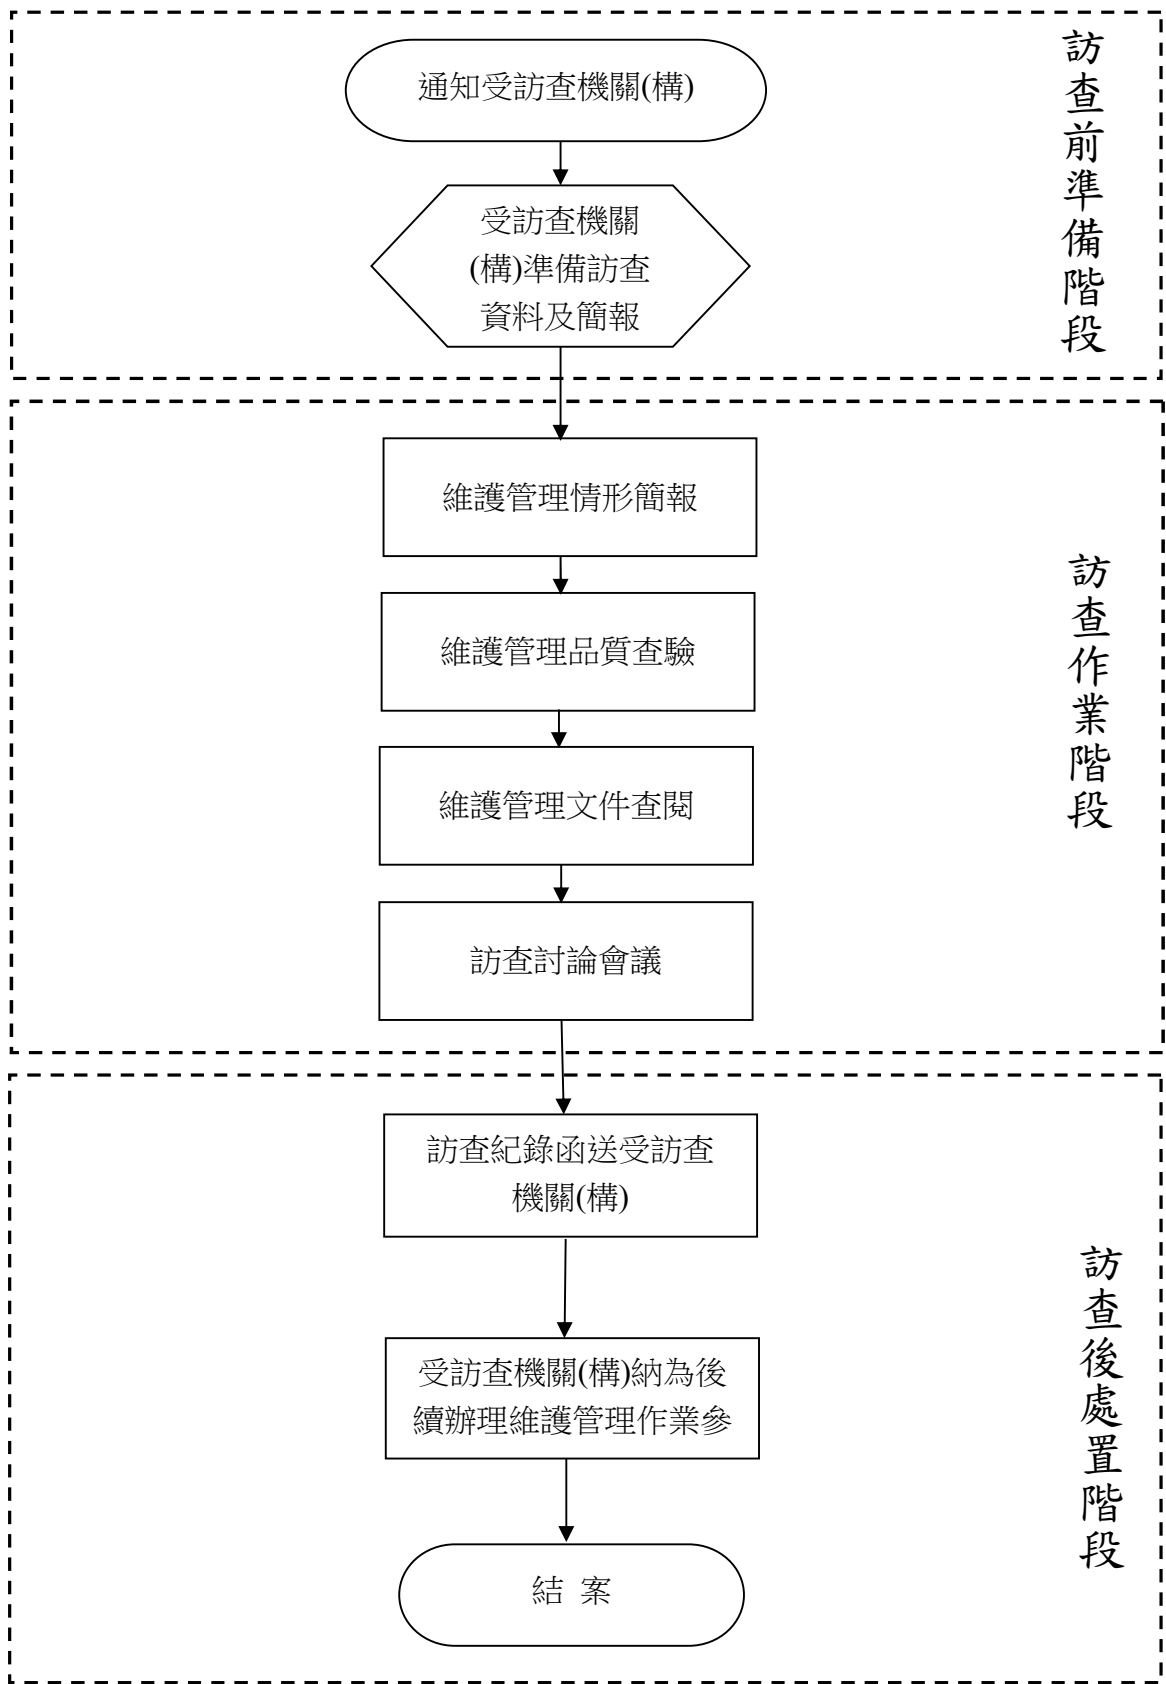 訪查前準備階段
通知受訪查機關(構)
受訪查機關
(構)準備訪查
資料及簡報
訪查作業階段
維護管理情形簡報
維護管理品質查驗
維護管理文件查閱
訪查討論會議
訪查後處置階段
訪查紀錄函送受訪查
機關(構)
受訪查機關(構)納為後
續辦理維護管理作業參
結 案